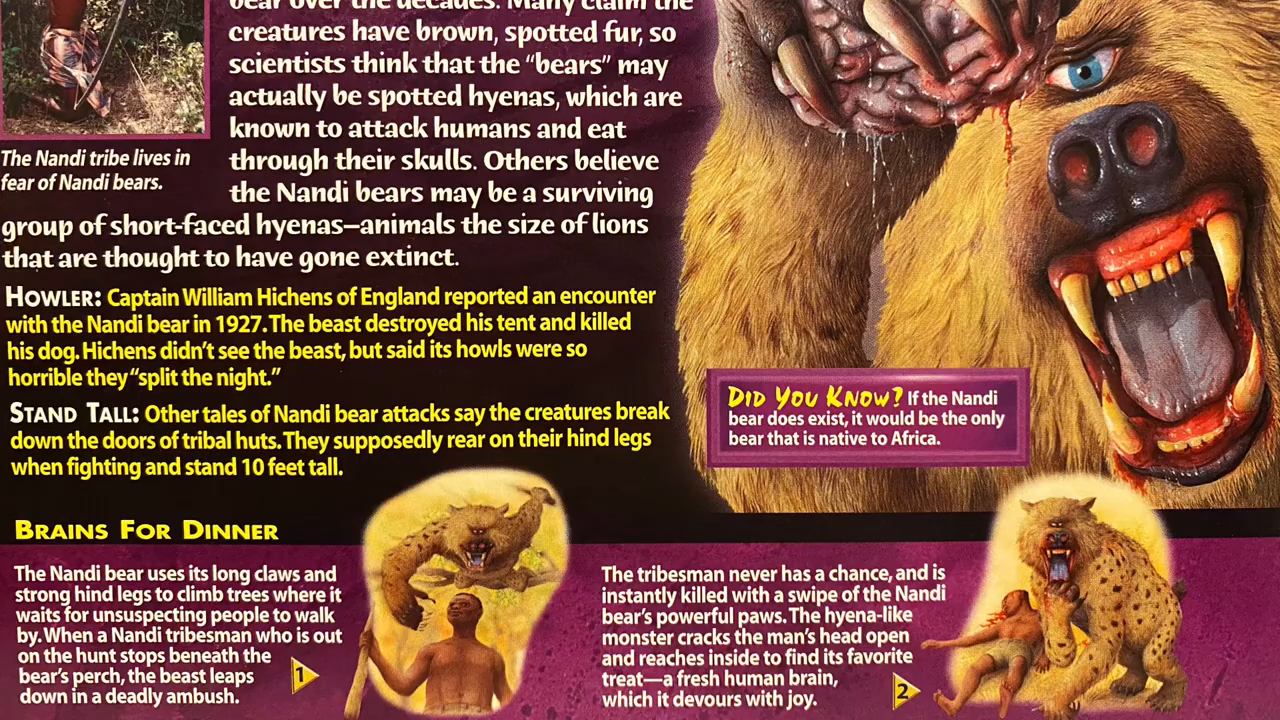 bear over the decades. Many claim the
creatures have brown, spotted fur, so
scientists think that the “bears” may
actually be spotted hyenas, which are
known to attack humans and eat
through their skulls. Others believe
the Nandi bears may be a surviving
group of short-faced hyenas—animals the size of lions
that are thought to have gone extinct.
The Nandi tribe lives in
fear of Nandi bears.
HOWLER: Captain William Hichens of England reported an encounter
with the Nandi bear in 1927. The beast destroyed his tent and killed
his dog. Hichens didn’t see the beast, but said its howls were so
horrible they “split the night.”
STAND TALL: Other tales of Nandi bear attacks say the creatures break
down the doors of tribal huts. They supposedly rear on their hind legs
when fighting and stand 10 feet tall.
DID YOU KNOW? If the Nandi
bear does exist, it would be the only
bear that is native to Africa.
BRAINS FOR DINNER
The Nandi bear uses its long claws and
strong hind legs to climb trees where it
waits for unsuspecting people to walk
by. When a Nandi tribesman who is out
on the hunt stops beneath the
bear’s perch, the beast leaps
down in a deadly ambush.
1
The tribesman never has a chance, and is
instantly killed with a swipe of the Nandi
bear’s powerful paws. The hyena-like
monster cracks the man’s head open
and reaches inside to find its favorite
treat—a fresh human brain,
which it devours with joy.
2